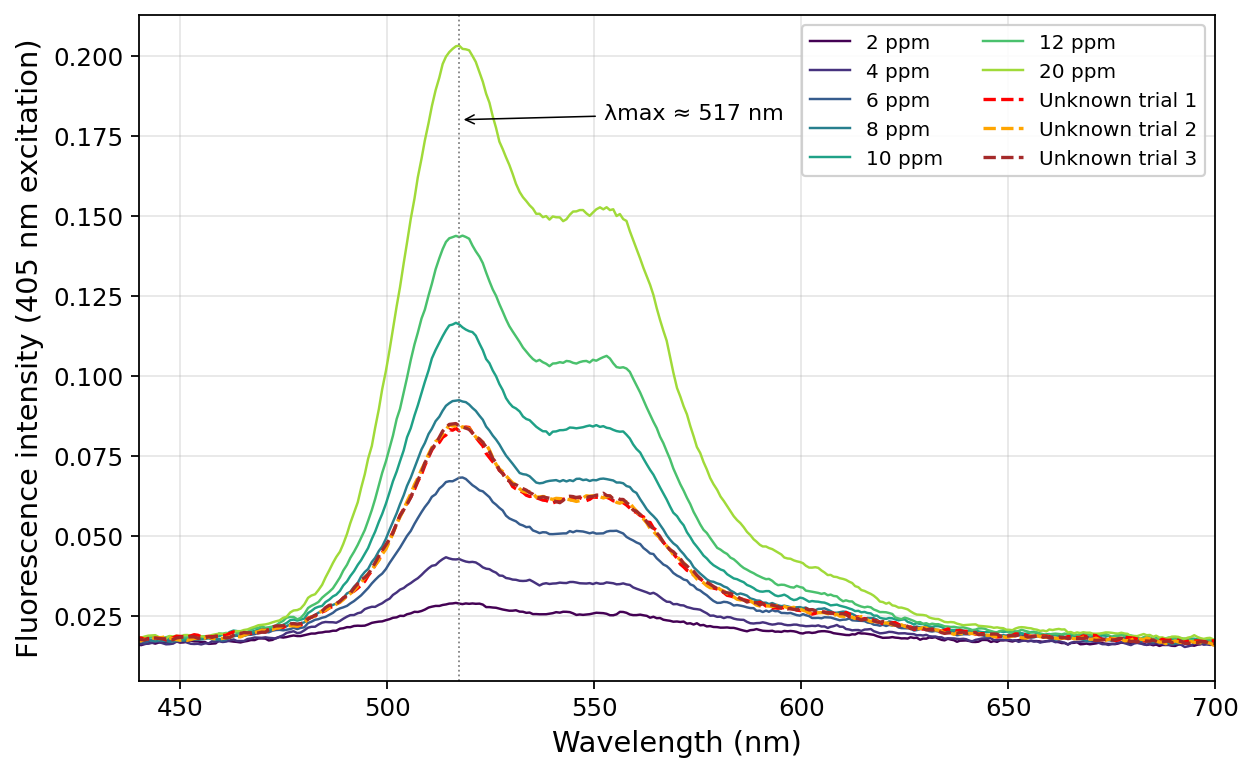 Fluorescence intensity (405 nm excitation)
0.200
0.175
0.150
0.125
0.100
0.075
0.050
0.025
λmax ≈ 517 nm
2 ppm
4 ppm
6 ppm
8 ppm
10 ppm
12 ppm
20 ppm
Unknown trial 1
Unknown trial 2
Unknown trial 3
450 500 550 600 650 700
Wavelength (nm)